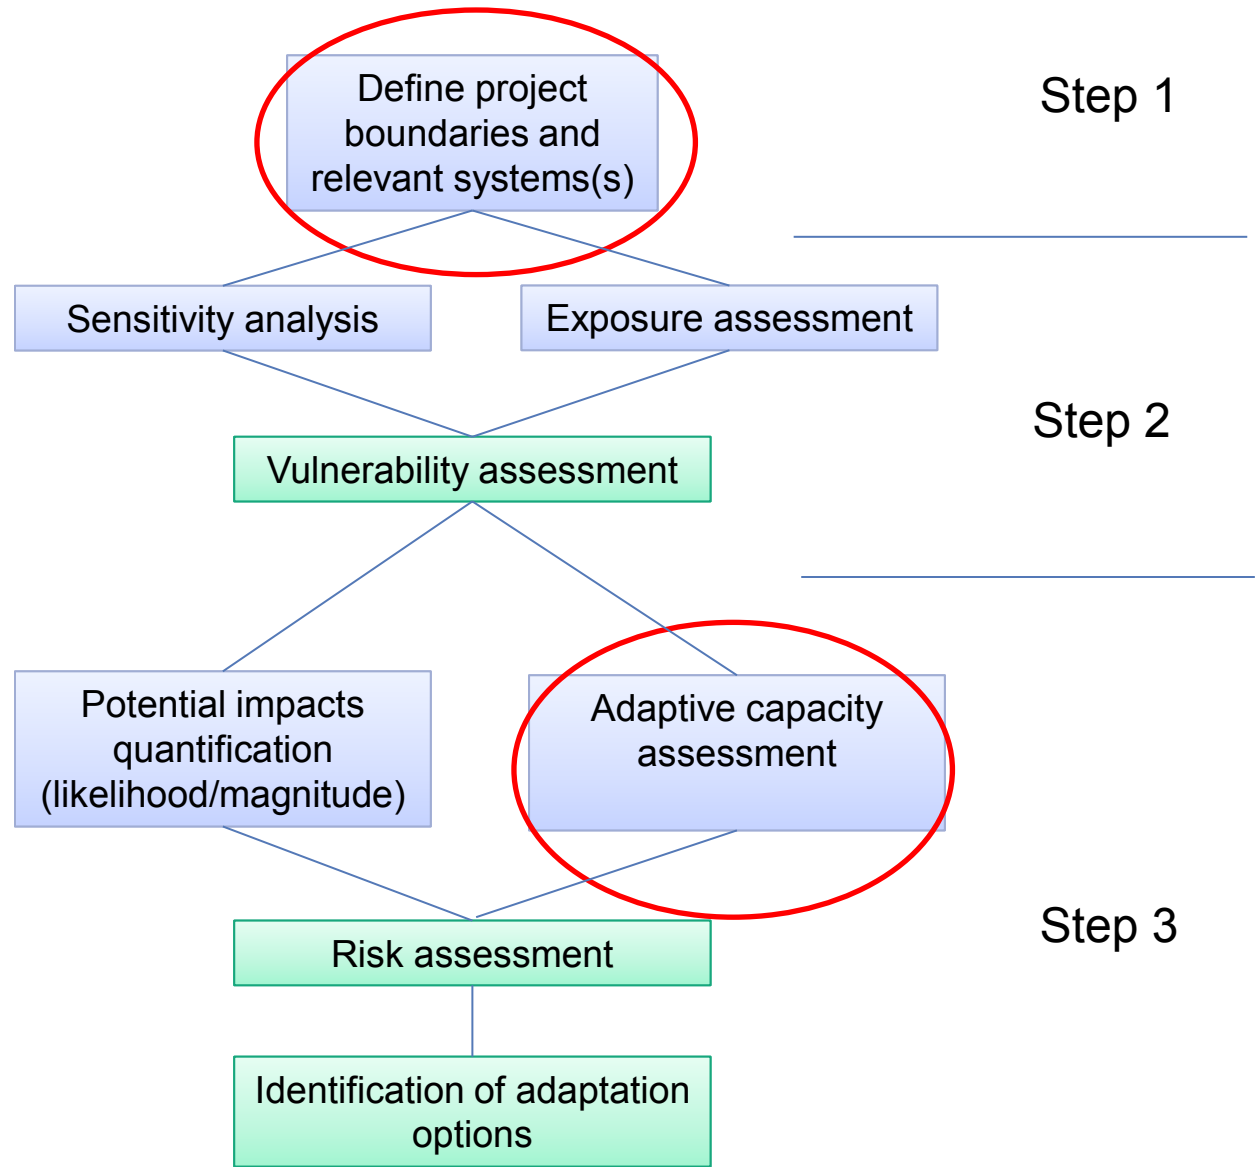 Define project
boundaries and
relevant systems(s)
Step 1
Sensitivity analysis
Exposure assessment
Step 2
Vulnerability assessment
Potential impacts
quantification
(likelihood/magnitude)
Adaptive capacity
assessment
Step 3
Risk assessment
Identification of adaptation
options